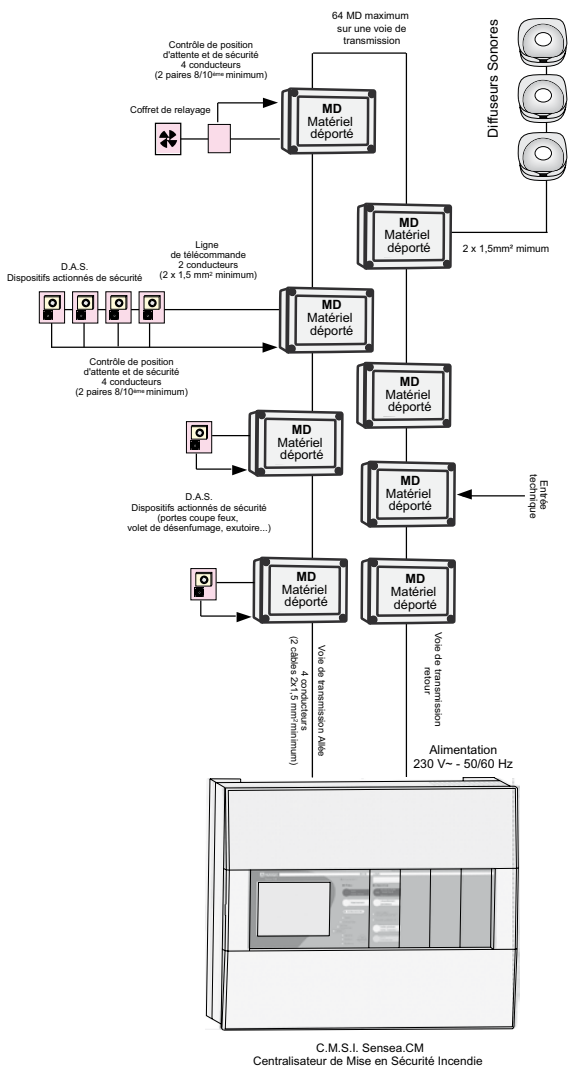 64 MD maximum
sur une voie de
transmission
Contrôle de position
d'attente et de sécurité
4 conducteurs
(2 paires 8/10ème minimum)
Coffret de relayage
MD
Matériel
déporté
Diffuseurs Sonores
MD
Matériel
déporté
2 x 1,5mm² mimum
Ligne
de télécommande
2 conducteurs
(2 x 1,5 mm² minimum)
D.A.S.
Dispositifs actionnés de sécurité
MD
Matériel
déporté
Contrôle de position
d'attente et de sécurité
4 conducteurs
(2 paires 8/10ème minimum)
MD
Matériel
déporté
MD
Matériel
déporté
MD
Matériel
déporté
Entrée
technique
D.A.S.
Dispositifs actionnés de sécurité
(portes coupe feux,
volet de désenfumage, exutoire...)
MD
Matériel
déporté
MD
Matériel
déporté
Voie de transmission Allée
4 conducteurs
(2 câbles 2x1,5 mm² minimum)
Voie de transmission
retour
Alimentation
230 V~ - 50/60 Hz
C.M.S.I. Sensea.CM
Centralisateur de Mise en Sécurité Incendie